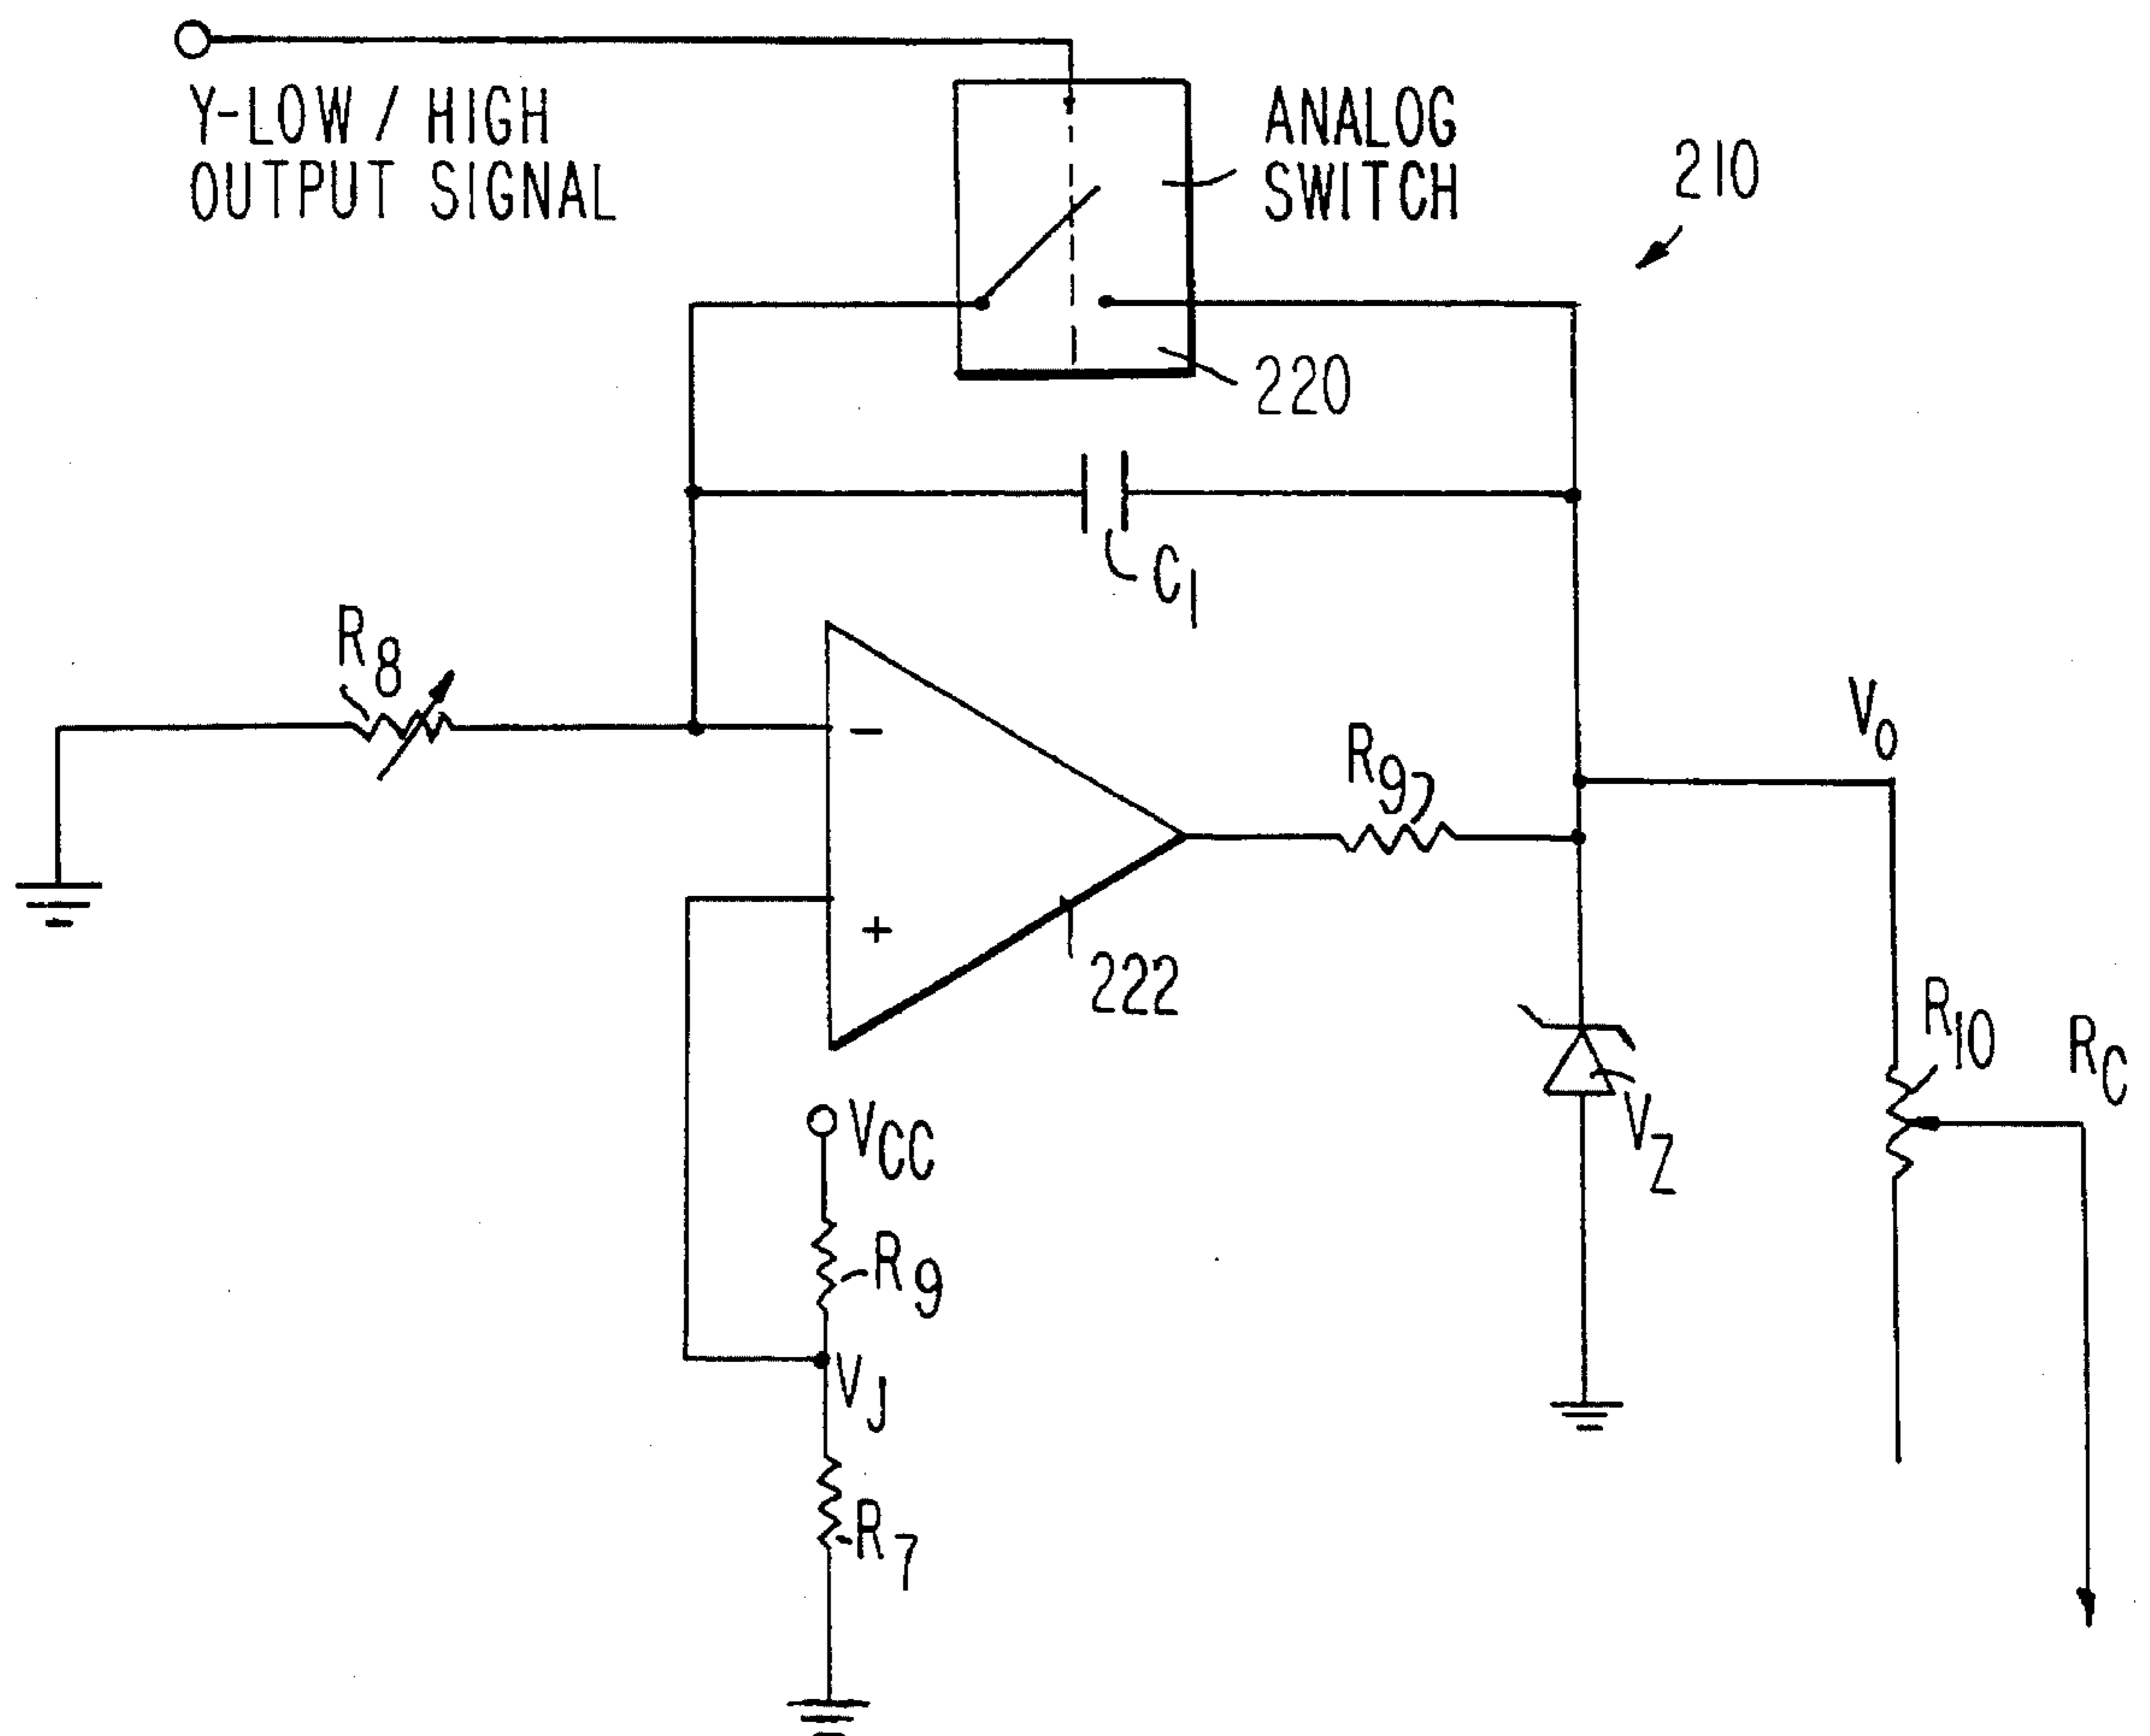 Y-LOW / HIGH
OUTPUT SIGNAL
ANALOG
SWITCH
210
220
C1
R8
-
+
222
R9
V0
VCC
R9
VJ
R7
VZ
R10
RC